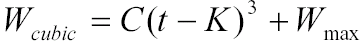 W_cubic = C(t − K)³ + W_max